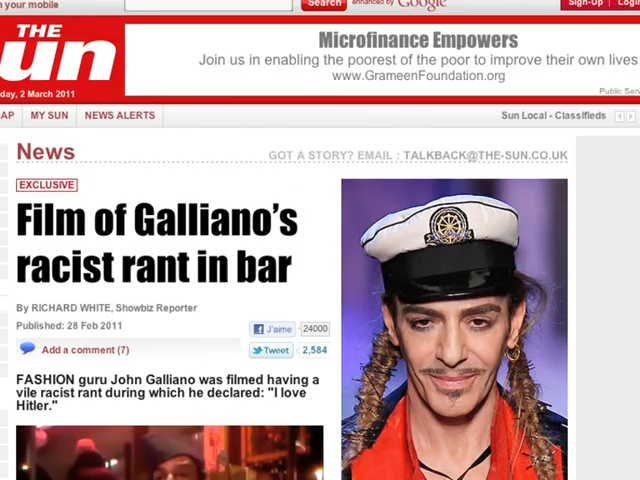 n your mobile
Search
enhanced by Google
Sign-Up
Login
THE
un
day, 2 March 2011
Microfinance Empowers
Join us in enabling the poorest of the poor to improve their own lives
www.GrameenFoundation.org
Public Serv
AP
MY SUN
NEWS ALERTS
Sun Local - Classifieds
News
GOT A STORY? EMAIL : TALKBACK@THE-SUN.CO.UK
EXCLUSIVE
Film of Galliano's
racist rant in bar
By RICHARD WHITE, Showbiz Reporter
Published: 28 Feb 2011
J'aime
24000
Add a comment (7)
Tweet
2,584
FASHION guru John Galliano was filmed having a
vile racist rant during which he declared: "I love
Hitler."